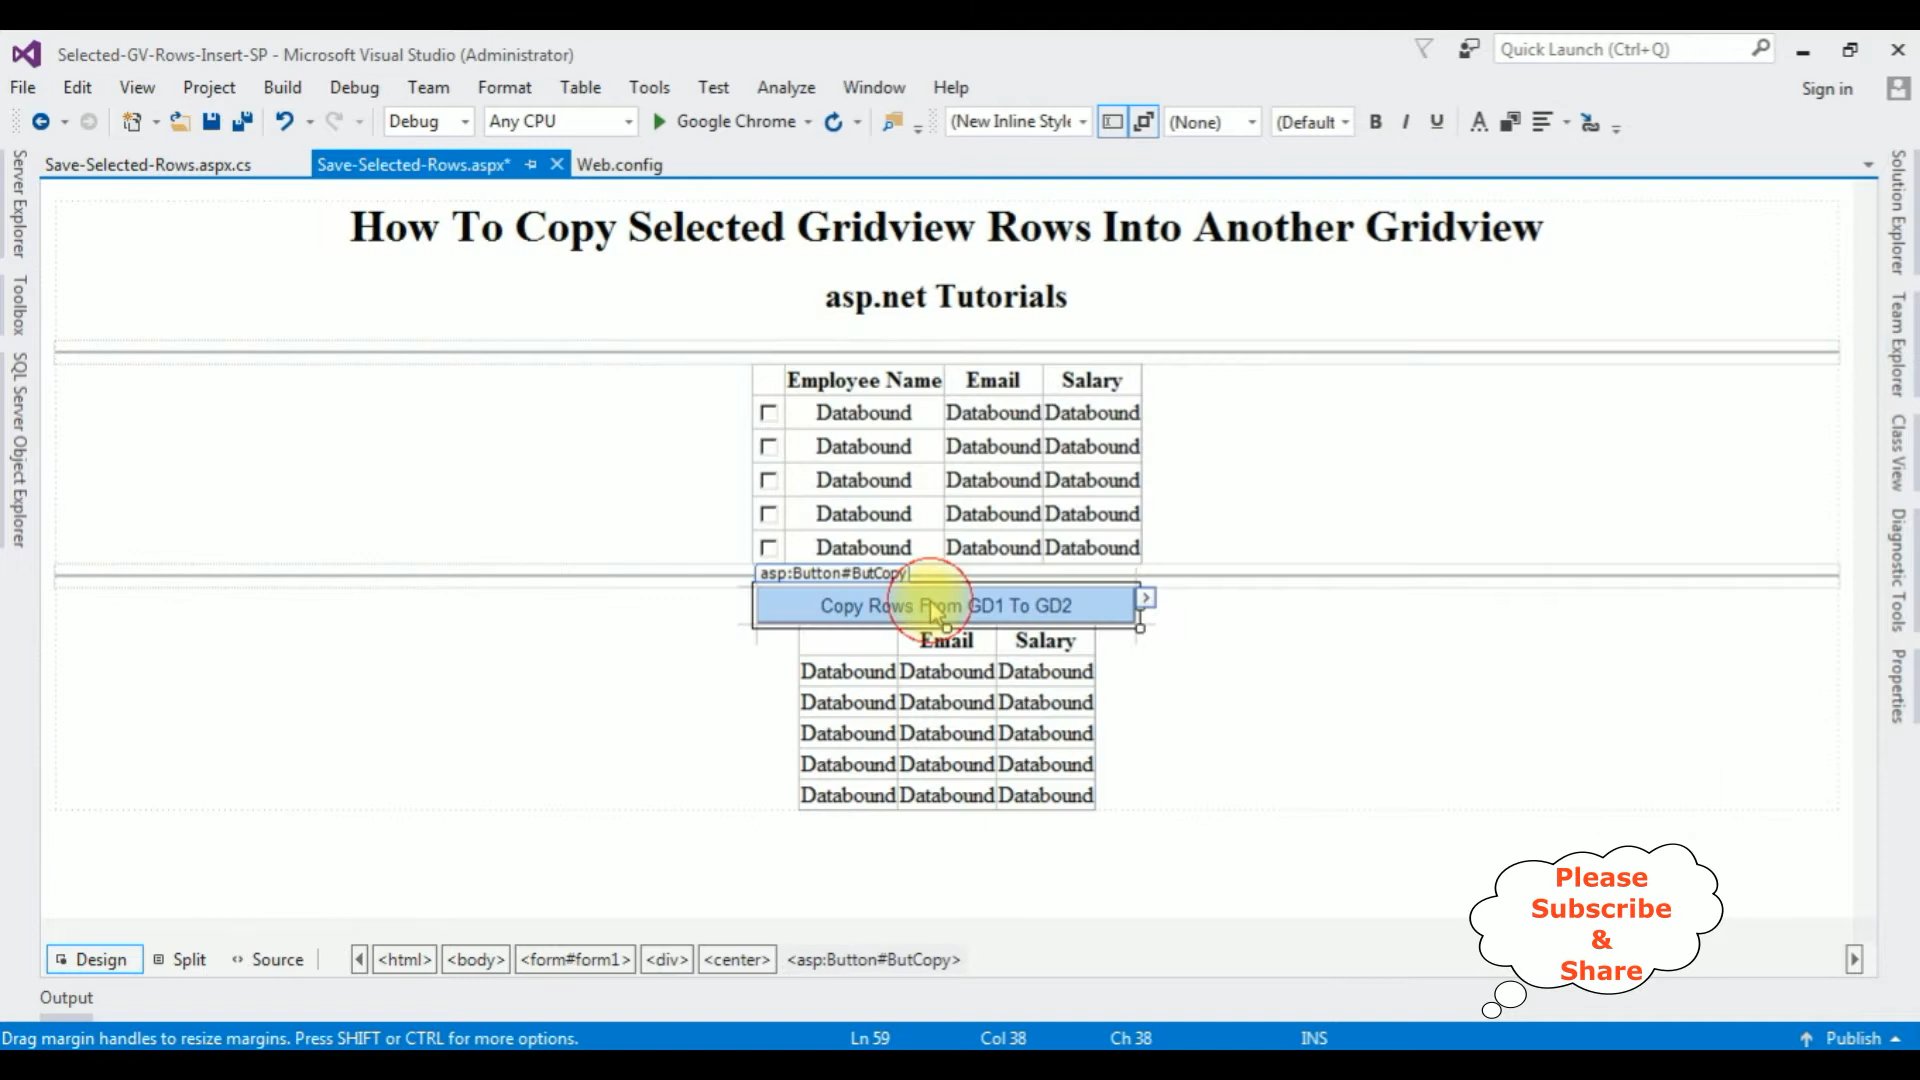 Selected-GV-Rows-Insert-SP - Microsoft Visual Studio (Administrator)
Quick Launch (Ctrl+Q)
File Edit View Project Build Debug Team Format Table Tools Test Analyze Window Help
Sign in
Debug Any CPU Google Chrome (New Inline Style (None) (Default B I U A
Save-Selected-Rows.aspx.cs Save-Selected-Rows.aspx* Web.config
Server Explorer
Toolbox
SQL Server Object Explorer
Solution Explorer
Team Explorer
Class View
Diagnostic Tools
Properties
How To Copy Selected Gridview Rows Into Another Gridview
asp.net Tutorials
Employee Name Email Salary
Databound Databound Databound
Databound Databound Databound
Databound Databound Databound
Databound Databound Databound
Databound Databound Databound
asp:Button#ButCopy
Copy Rows From GD1 To GD2
Email Salary
Databound Databound Databound
Databound Databound Databound
Databound Databound Databound
Databound Databound Databound
Databound Databound Databound
Please
Subscribe
&
Share
Design Split Source <html> <body> <form#form1> <div> <center> <asp:Button#ButCopy>
Output
Drag margin handles to resize margins. Press SHIFT or CTRL for more options. Ln 59 Col 38 Ch 38 INS Publish